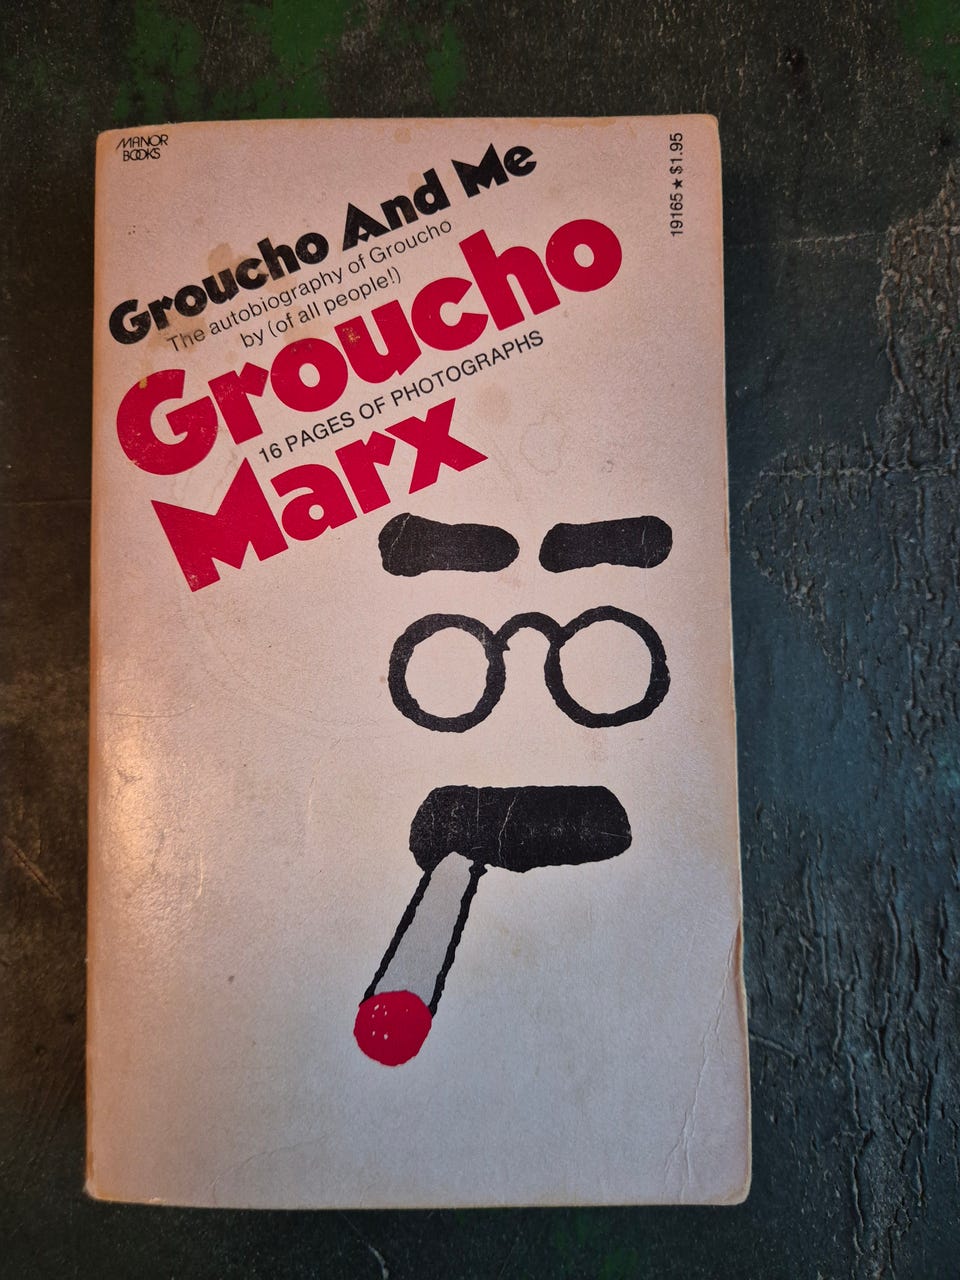 MANOR
BOOKS
19165 ★ $1.95
Groucho And Me
The autobiography of Groucho
by (of all people!)
Groucho
16 PAGES OF PHOTOGRAPHS
Marx